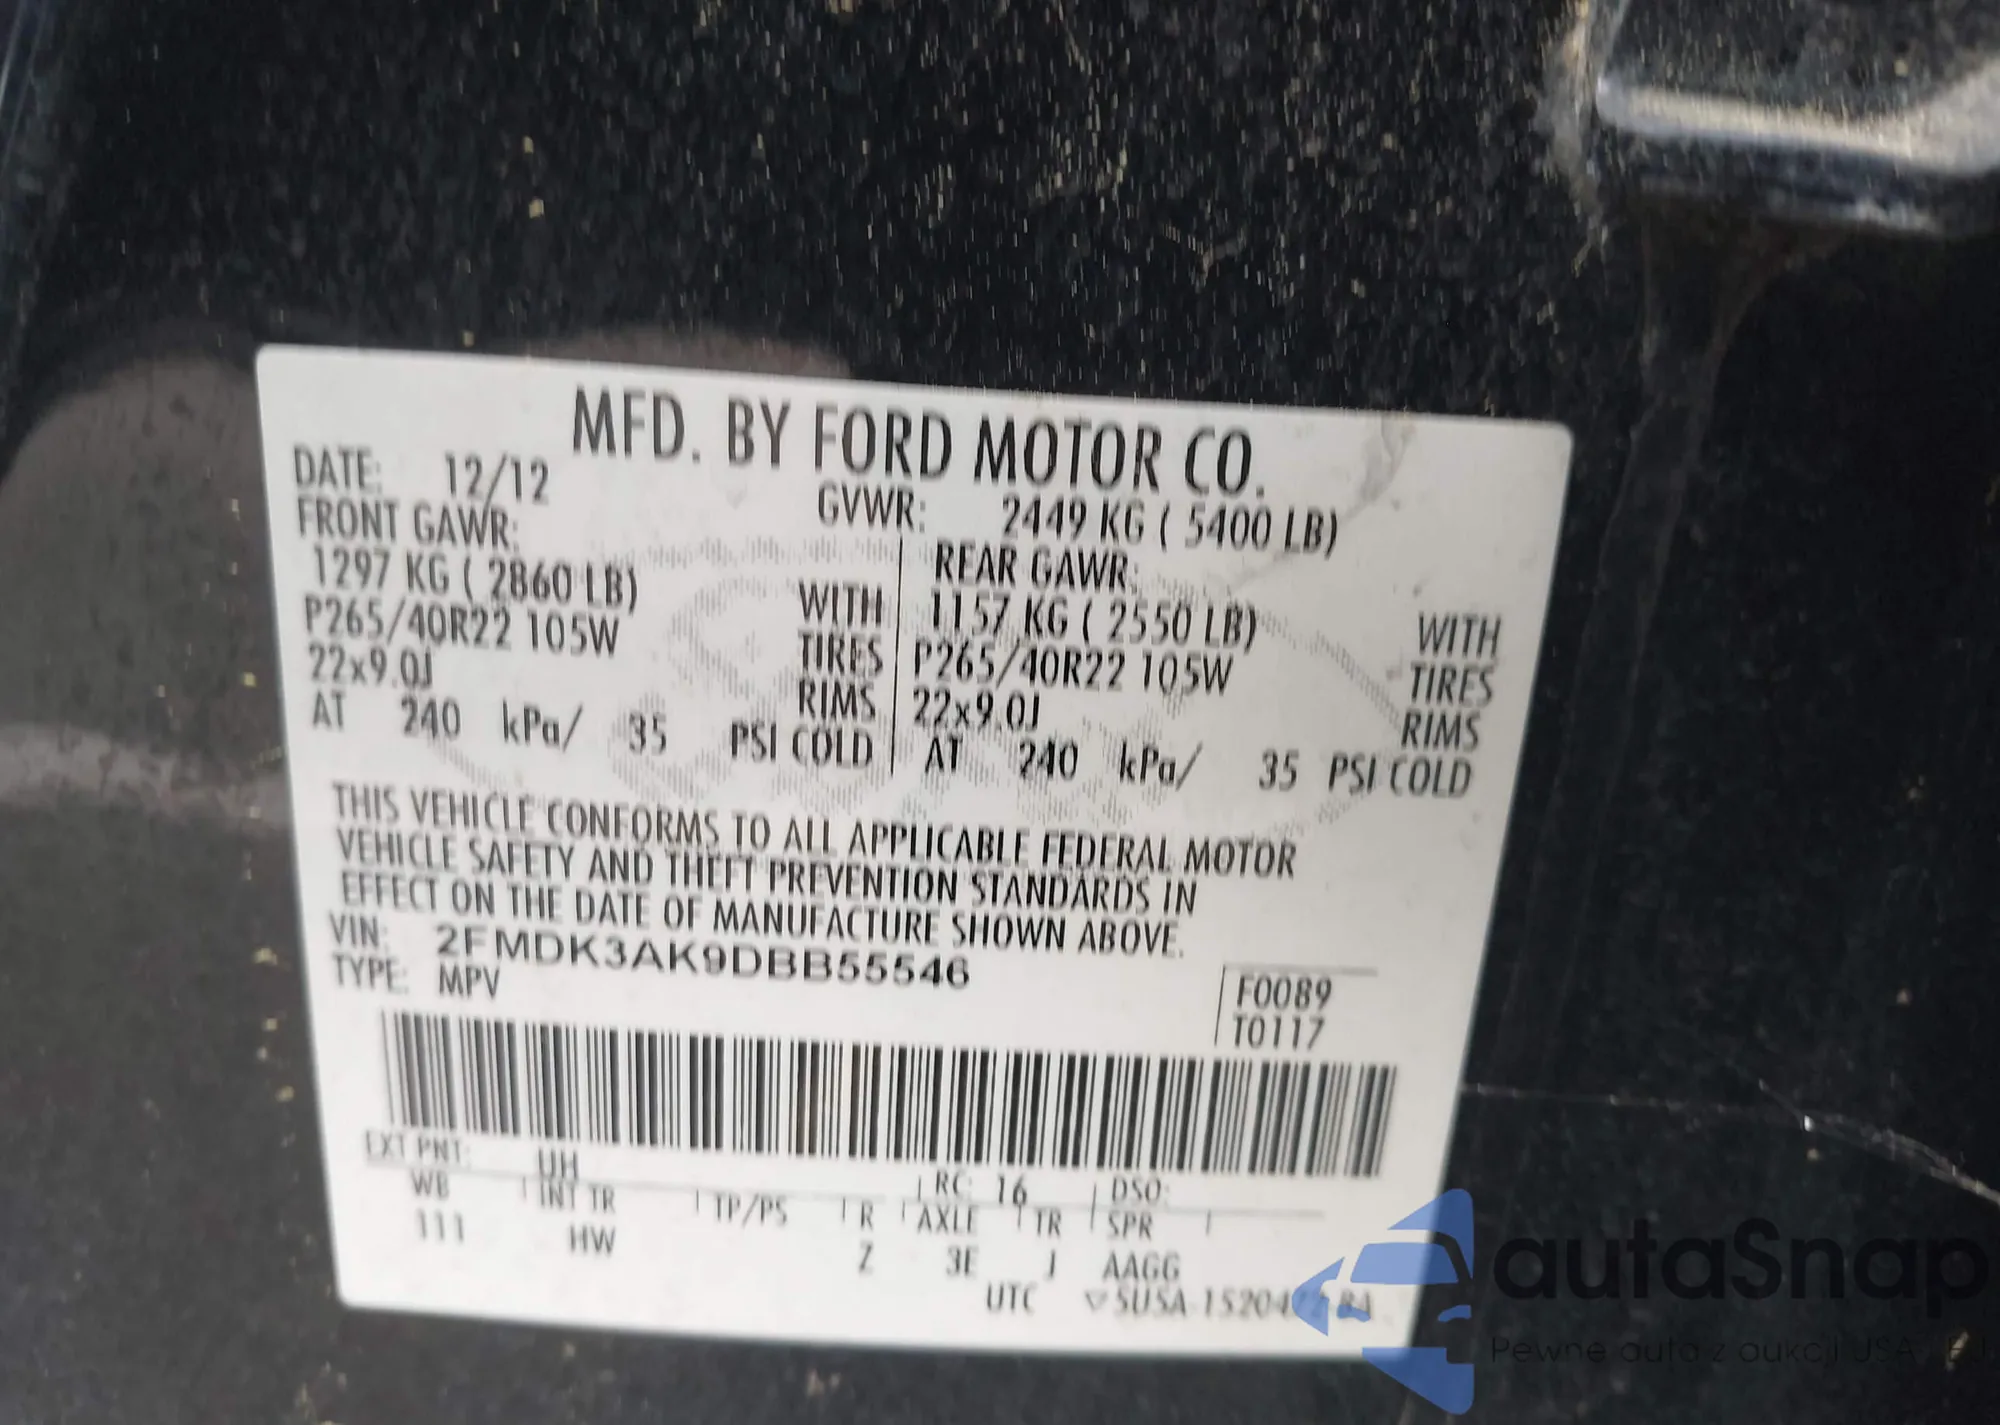 MFD. BY FORD MOTOR CO.
DATE: 12/12 GVWR: 2449 KG ( 5400 LB)
FRONT GAWR: REAR GAWR:
1297 KG ( 2860 LB) WITH 1157 KG ( 2550 LB) WITH
P265/40R22 105W TIRES P265/40R22 105W TIRES
22x9.0J RIMS 22x9.0J RIMS
AT 240 kPa/ 35 PSI COLD AT 240 kPa/ 35 PSI COLD
THIS VEHICLE CONFORMS TO ALL APPLICABLE FEDERAL MOTOR
VEHICLE SAFETY AND THEFT PREVENTION STANDARDS IN
EFFECT ON THE DATE OF MANUFACTURE SHOWN ABOVE.
VIN: 2FMDK3AK9DBB55546
TYPE: MPV
F0089
T0117
EXT PNT: UH RC: 16 DSO:
WB INT TR TP/PS R AXLE TR SPR
111 HW Z 3E J AAGG
UTC
autaSnap
Pewne auta z aukcji USA